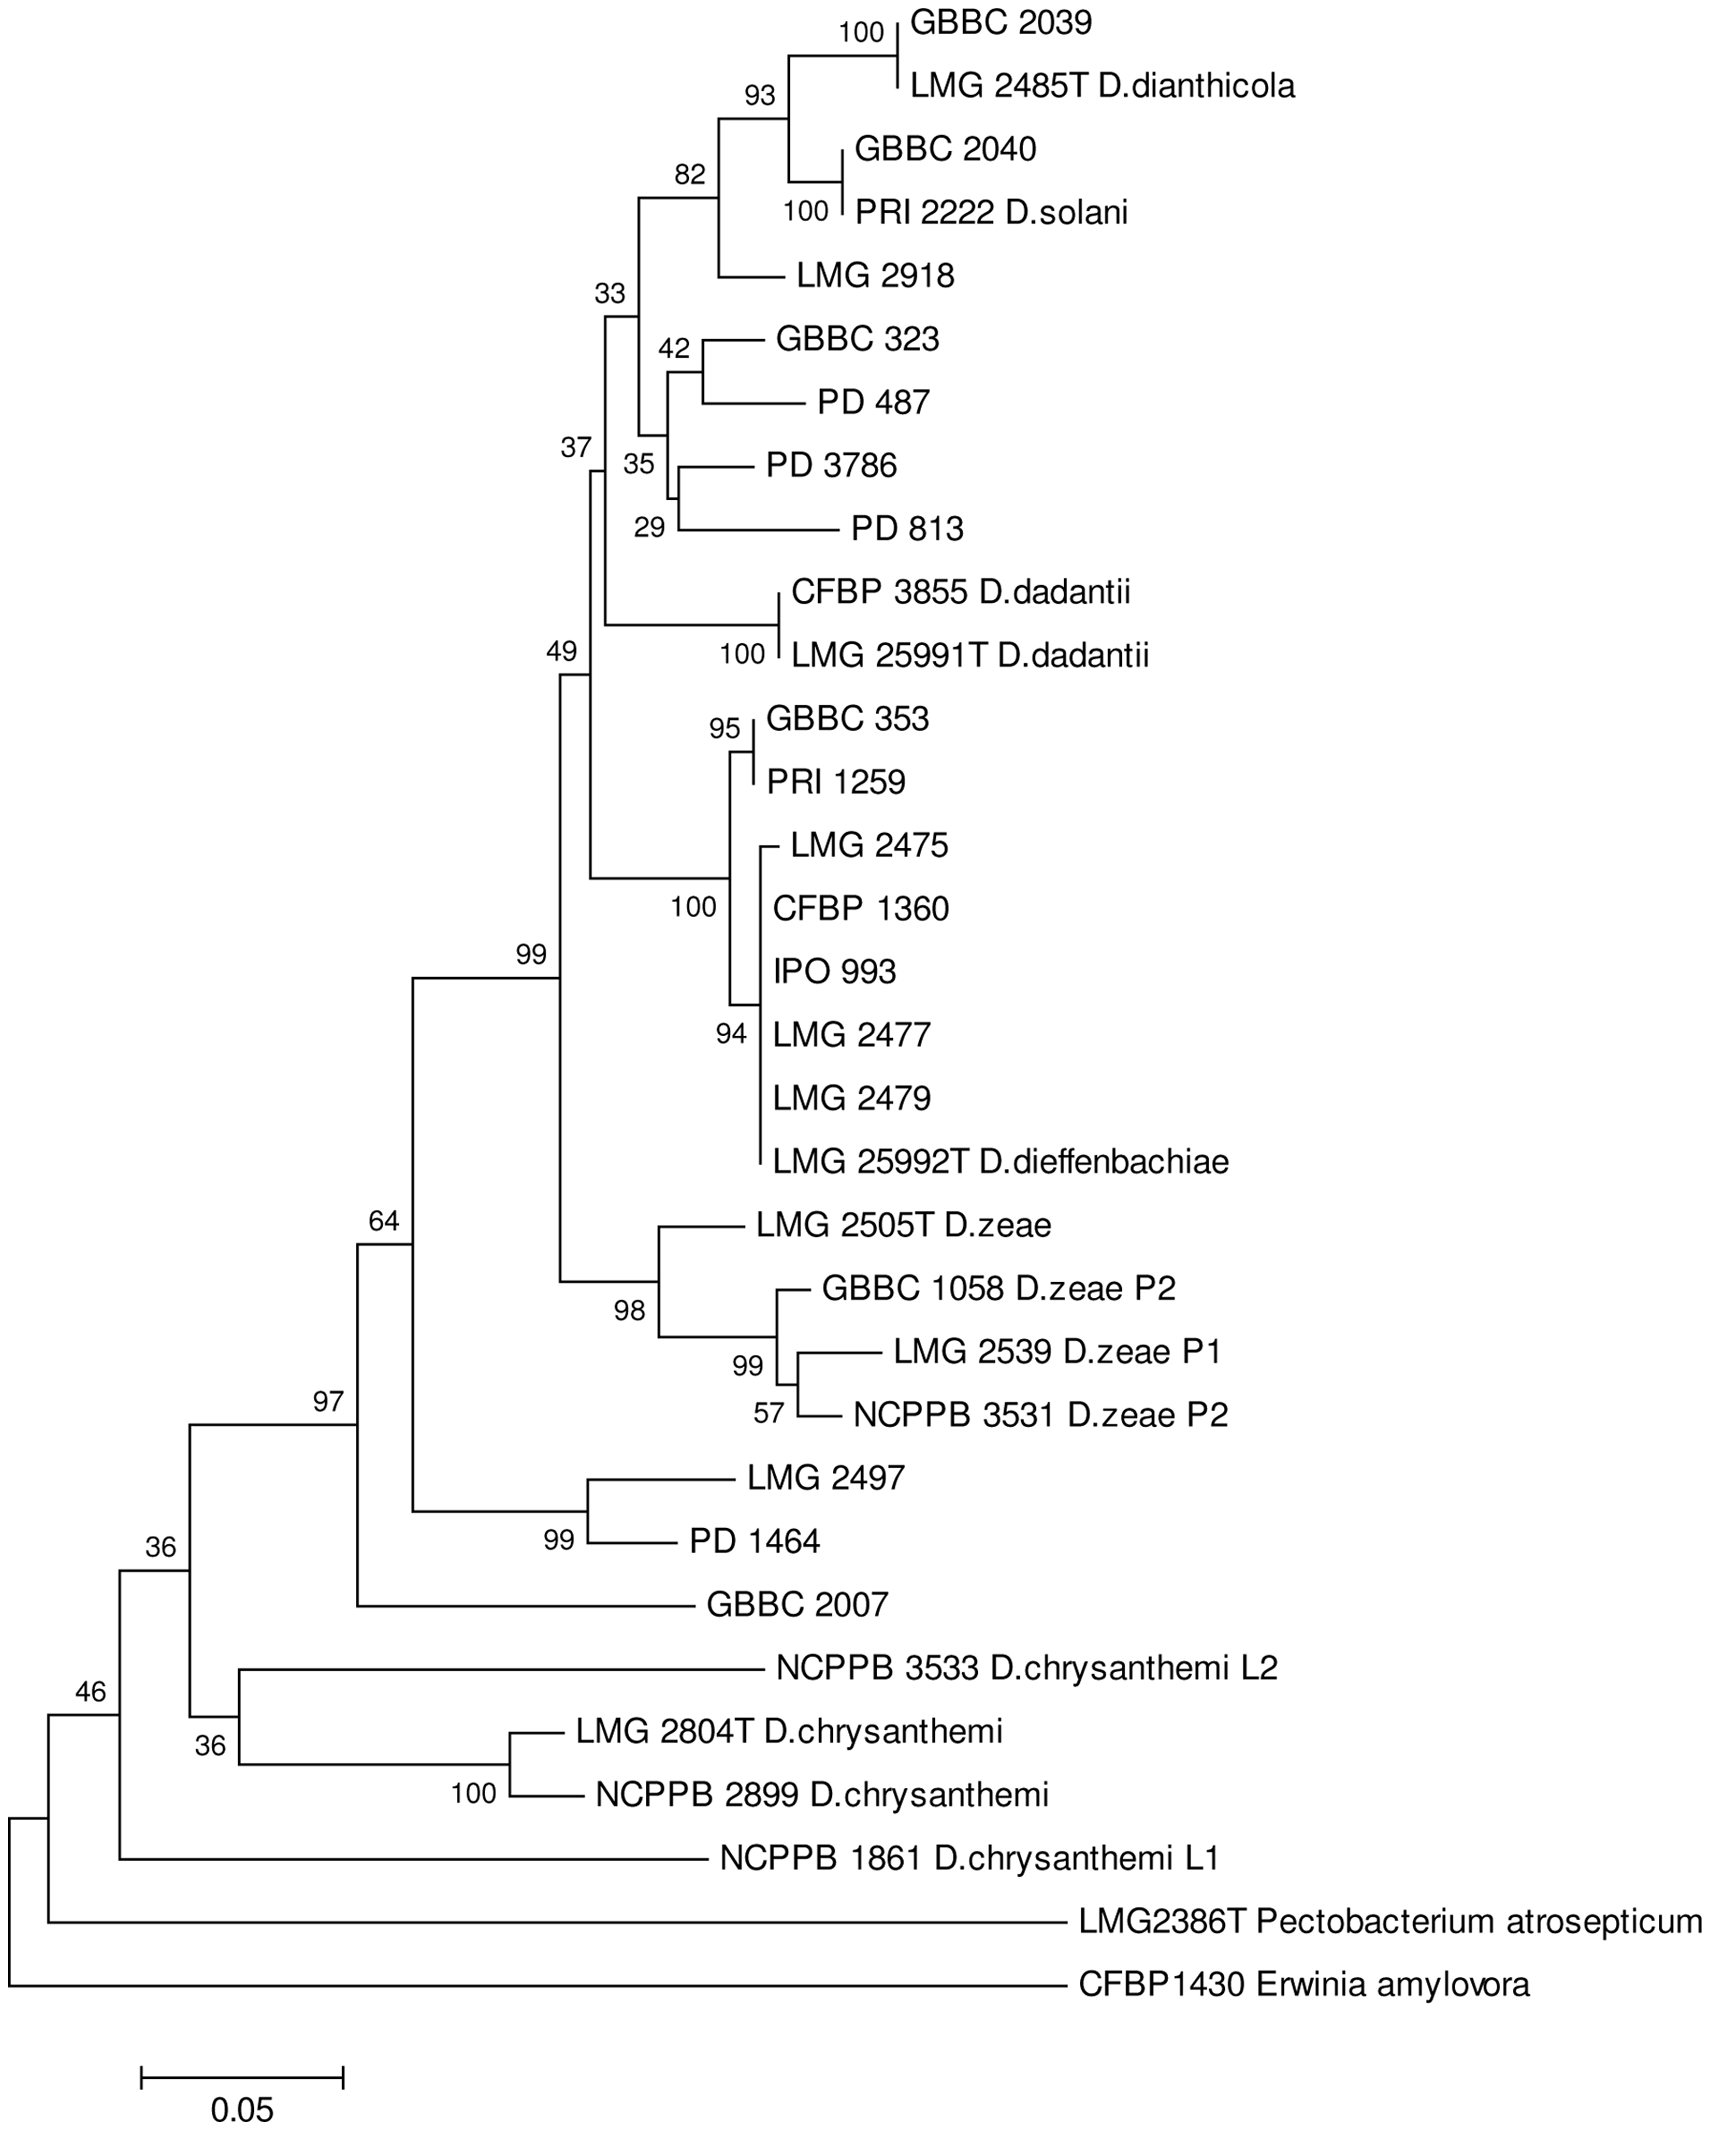 100
GBBC 2039
LMG 2485T D.dianthicola
93
GBBC 2040
82
100
PRI 2222 D.solani
LMG 2918
33
GBBC 323
42
PD 487
37
35
PD 3786
29
PD 813
CFBP 3855 D.dadantii
49
100
LMG 25991T D.dadantii
95
GBBC 353
PRI 1259
LMG 2475
100
CFBP 1360
99
IPO 993
94
LMG 2477
LMG 2479
LMG 25992T D.dieffenbachiae
64
LMG 2505T D.zeae
98
GBBC 1058 D.zeae P2
99
LMG 2539 D.zeae P1
97
57
NCPPB 3531 D.zeae P2
LMG 2497
36
99
PD 1464
GBBC 2007
46
NCPPB 3533 D.chrysanthemi L2
36
LMG 2804T D.chrysanthemi
100
NCPPB 2899 D.chrysanthemi
NCPPB 1861 D.chrysanthemi L1
LMG2386T Pectobacterium atrosepticum
CFBP1430 Erwinia amylovora
0.05